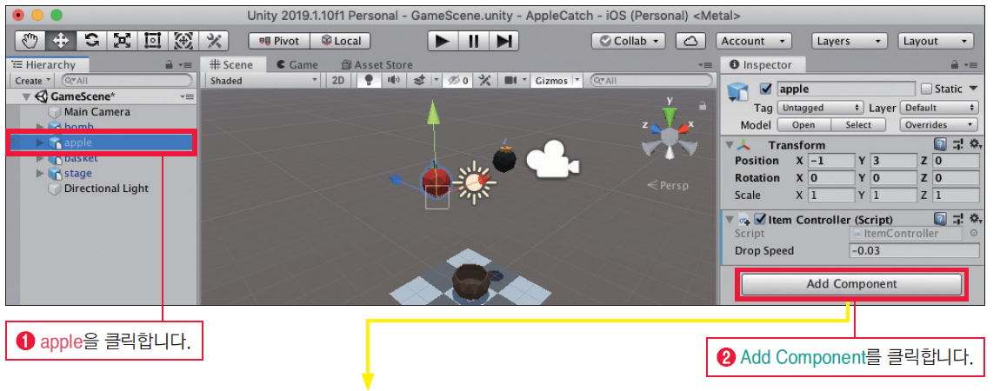 Unity 2019.1.10f1 Personal - GameScene.unity - AppleCatch - iOS (Personal) <Metal>
Pivot Local Collab Account Layers Layout
Hierarchy
Create All
GameScene*
Main Camera
bomb
apple
basket
stage
Directional Light
Scene Game Asset Store
Shaded 2D 0 Gizmos All
y
z
x
Persp
Inspector
apple Static
Tag Untagged Layer Default
Model Open Select Overrides
Transform
Position X -1 Y 3 Z 0
Rotation X 0 Y 0 Z 0
Scale X 1 Y 1 Z 1
Item Controller (Script)
Script ItemController
Drop Speed -0.03
Add Component
❶ apple을 클릭합니다.
❷ Add Component를 클릭합니다.